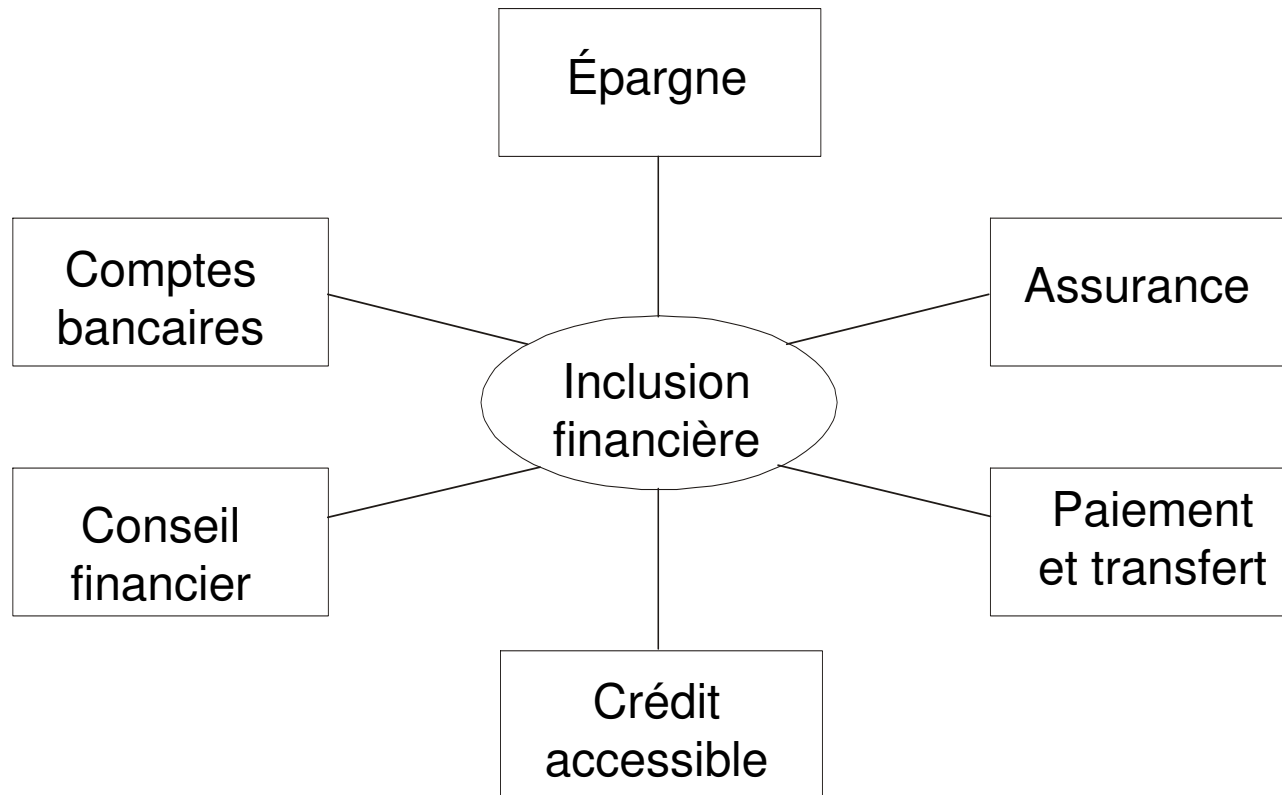 Épargne
Comptes
bancaires
Assurance
Inclusion
financière
Conseil
financier
Paiement
et transfert
Crédit
accessible